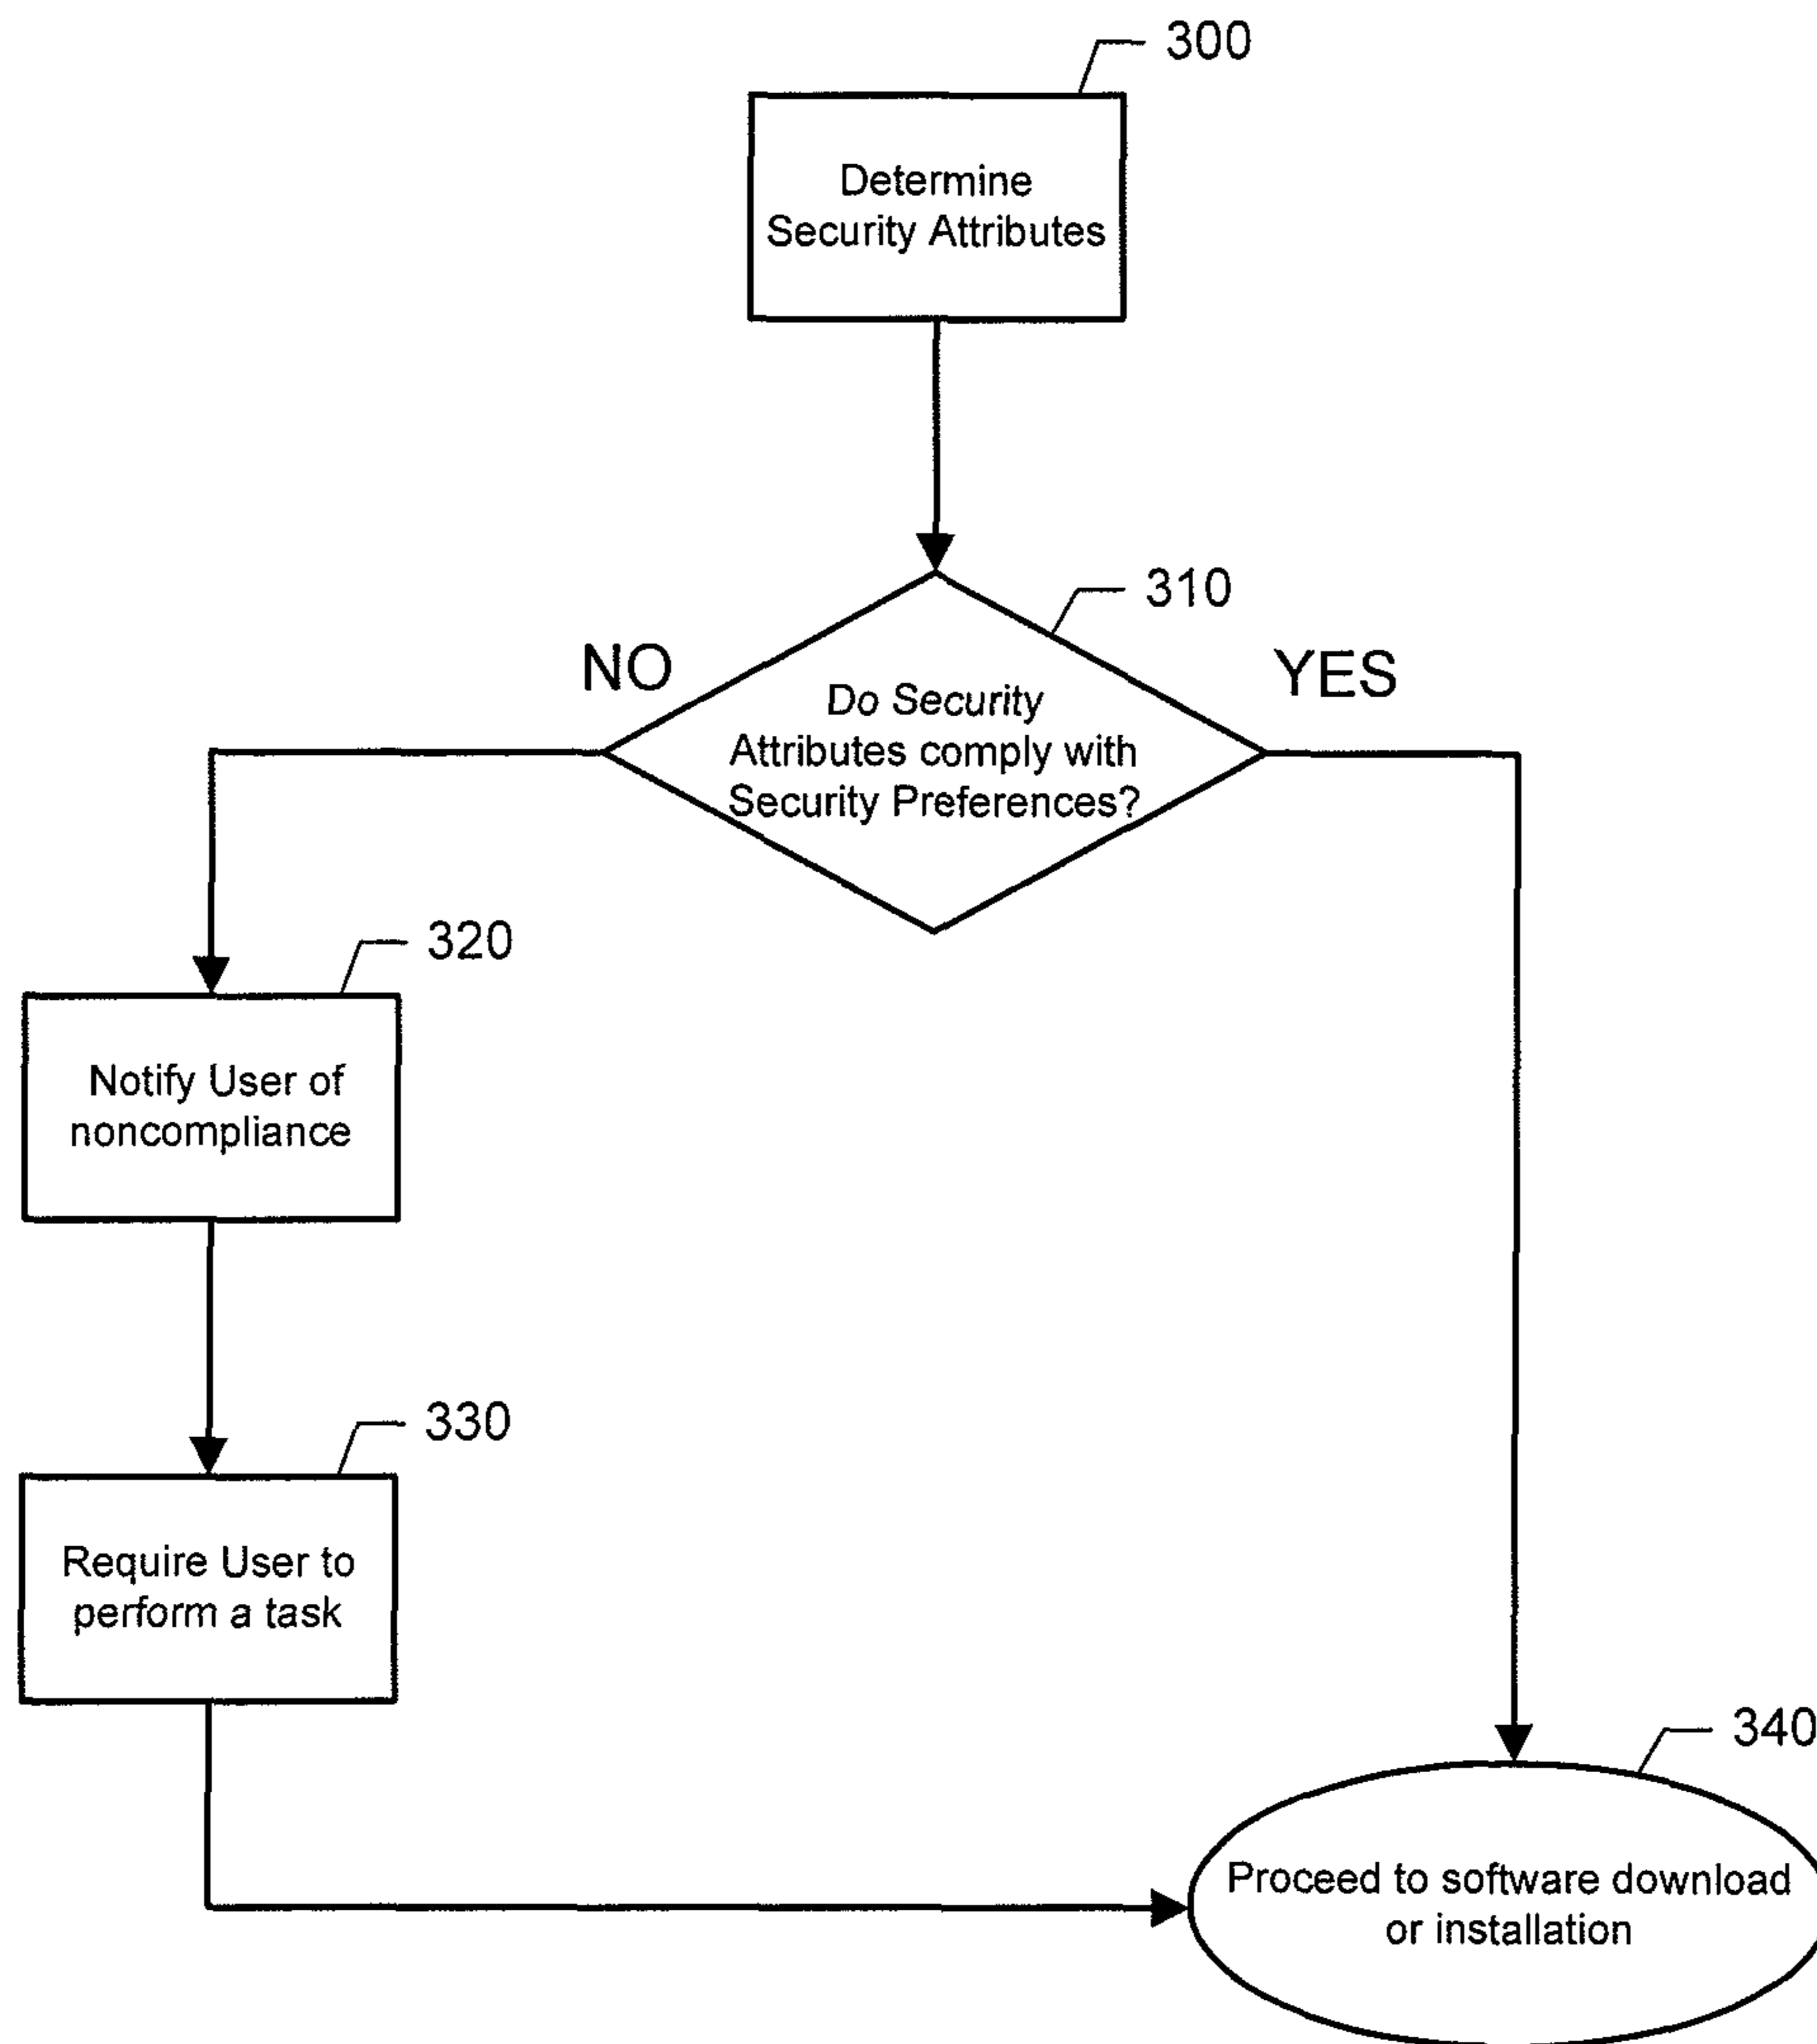 300
Determine
Security Attributes
310
NO
YES
Do Security
Attributes comply with
Security Preferences?
320
Notify User of
noncompliance
330
Require User to
perform a task
340
Proceed to software download
or installation